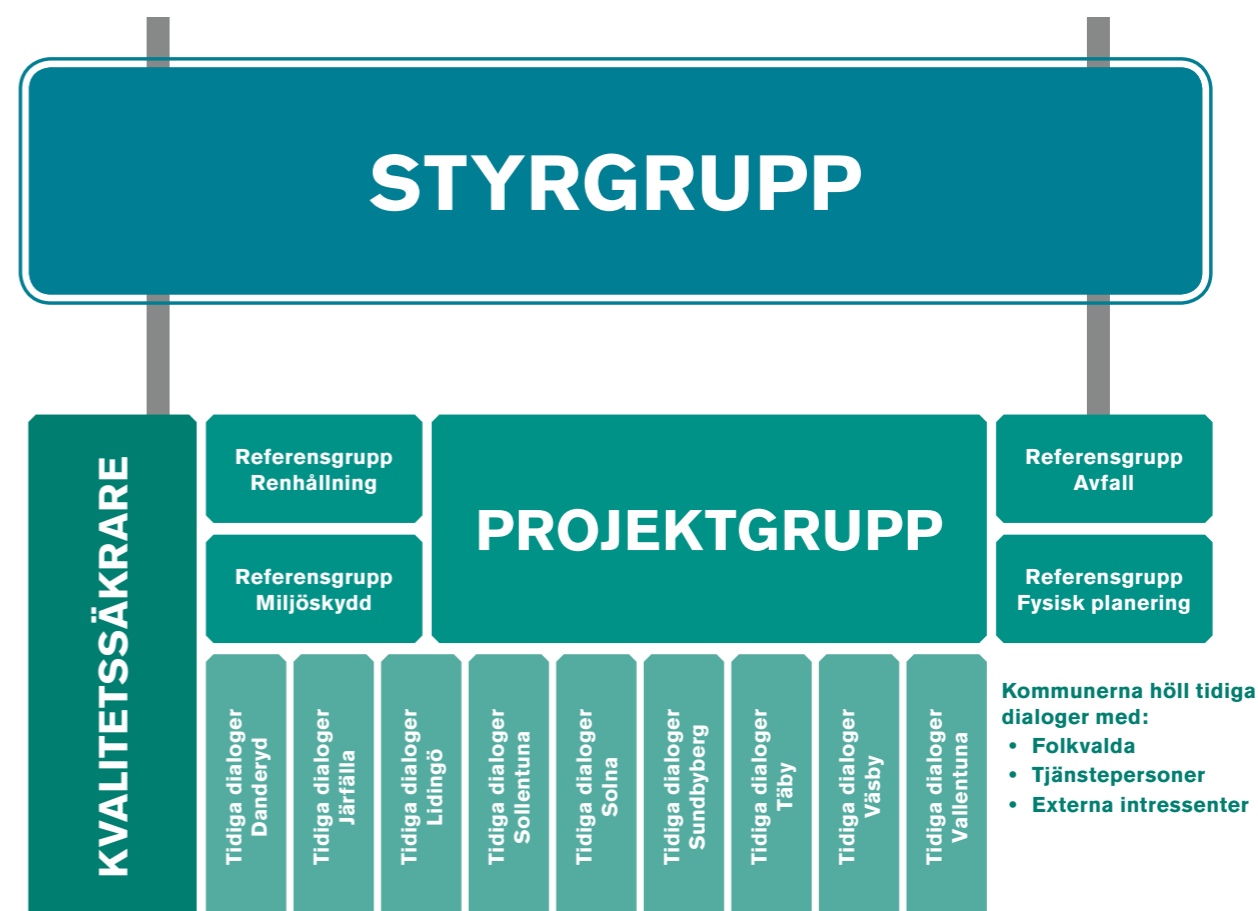 STYRGRUPP
KVALITETSSÄKRARE
Referensgrupp
Renhållning
Referensgrupp
Miljöskydd
PROJEKTGRUPP
Referensgrupp
Avfall
Referensgrupp
Fysisk planering
Tidiga dialoger
Danderyd
Tidiga dialoger
Järfälla
Tidiga dialoger
Lidingö
Tidiga dialoger
Sollentuna
Tidiga dialoger
Solna
Tidiga dialoger
Sundbyberg
Tidiga dialoger
Täby
Tidiga dialoger
Väsby
Tidiga dialoger
Vallentuna
Kommunerna höll tidiga
dialoger med:
• Folkvalda
• Tjänstepersoner
• Externa intressenter